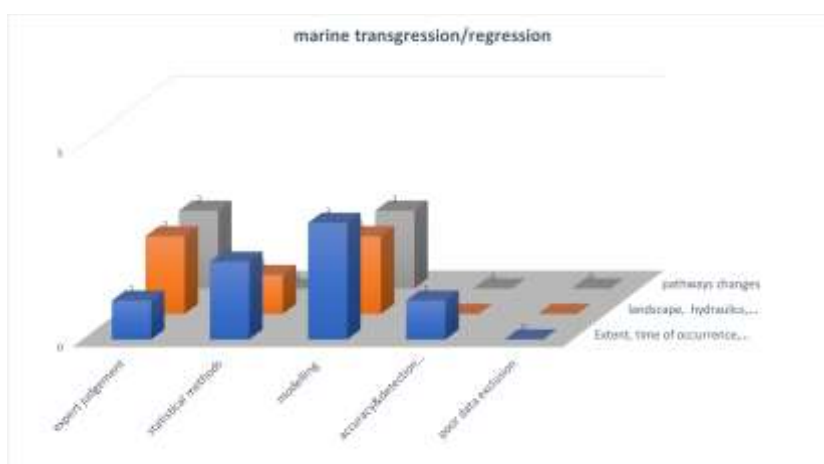 marine transgression/regression
5
0
pathways changes
landscape, hydraulics,...
Extent, time of occurrence,...
expert judgement
statistical methods
modelling
accuracy&detection...
poor data exclusion